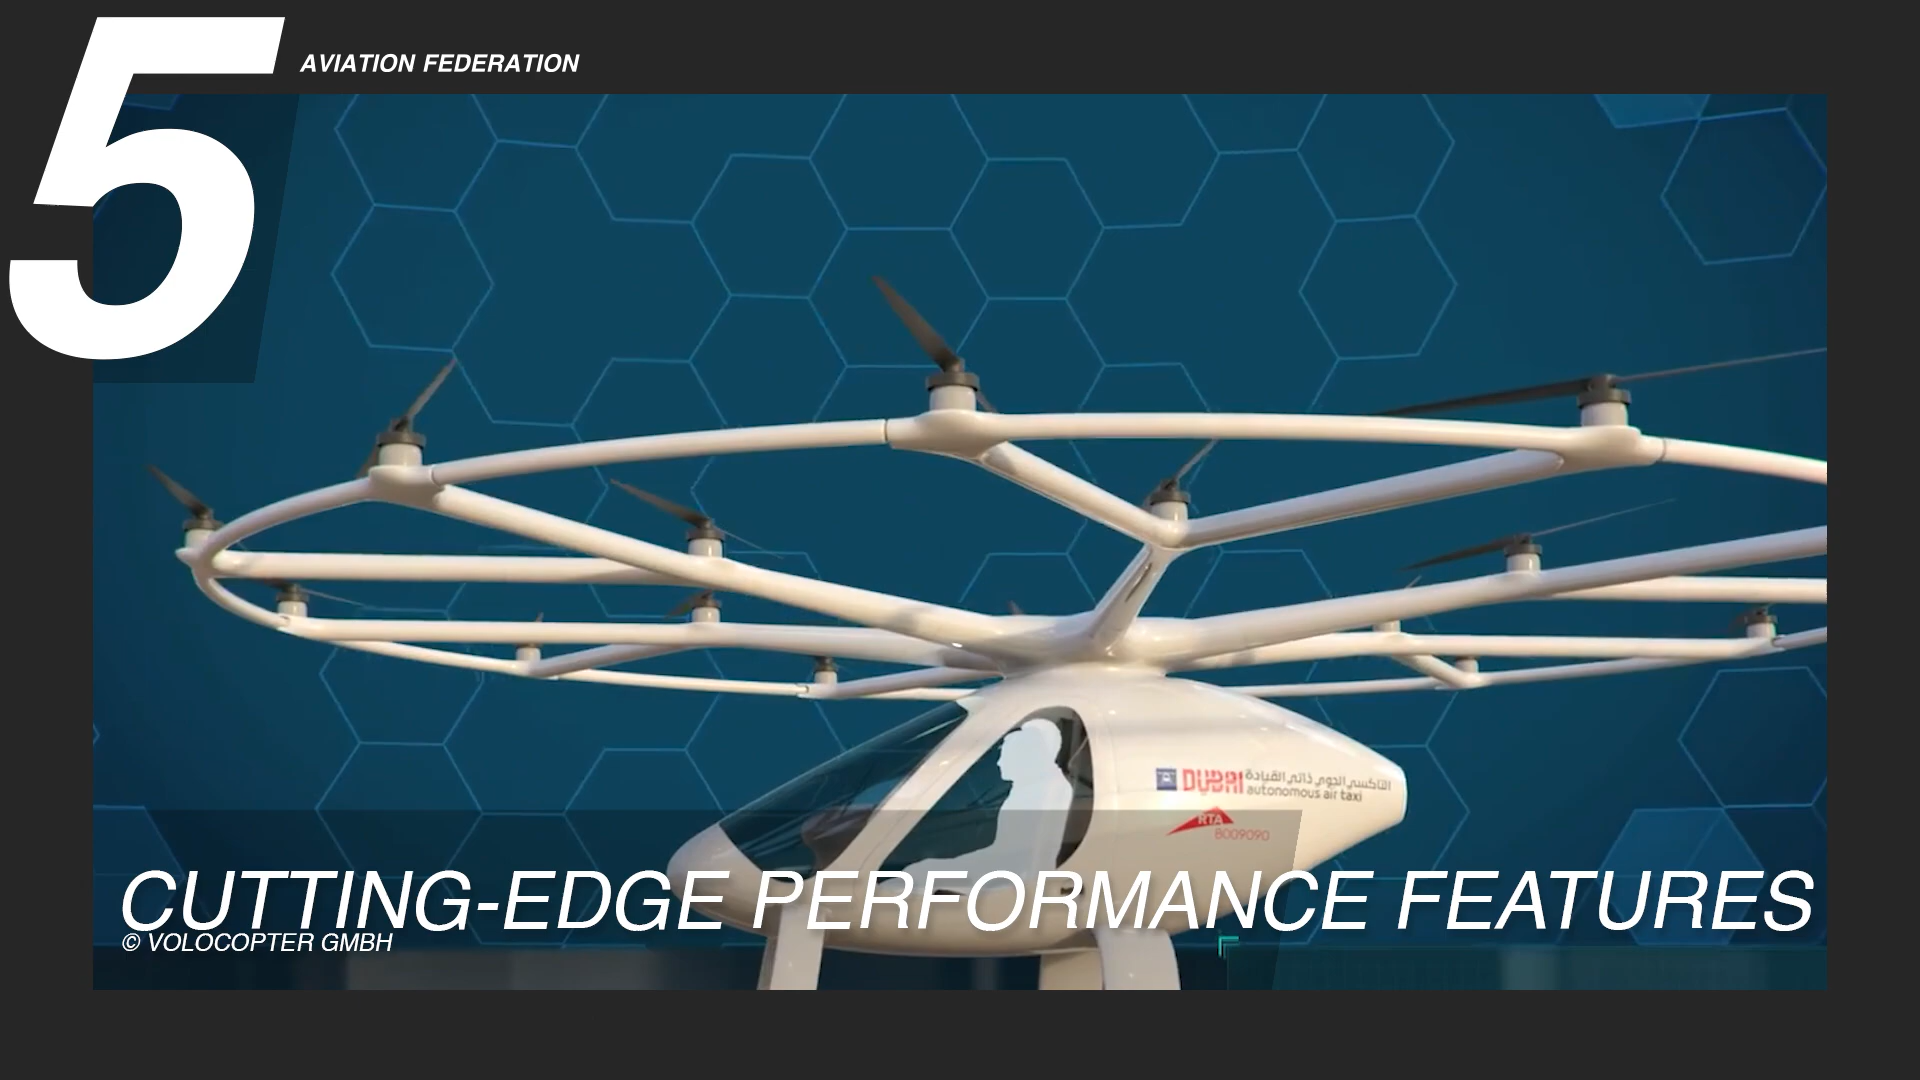 5
AVIATION FEDERATION
DUBAI
التاكسي الجوي ذاتي القيادة
autonomous air taxi
RTA
8009090
CUTTING-EDGE PERFORMANCE FEATURES
© VOLOCOPTER GMBH